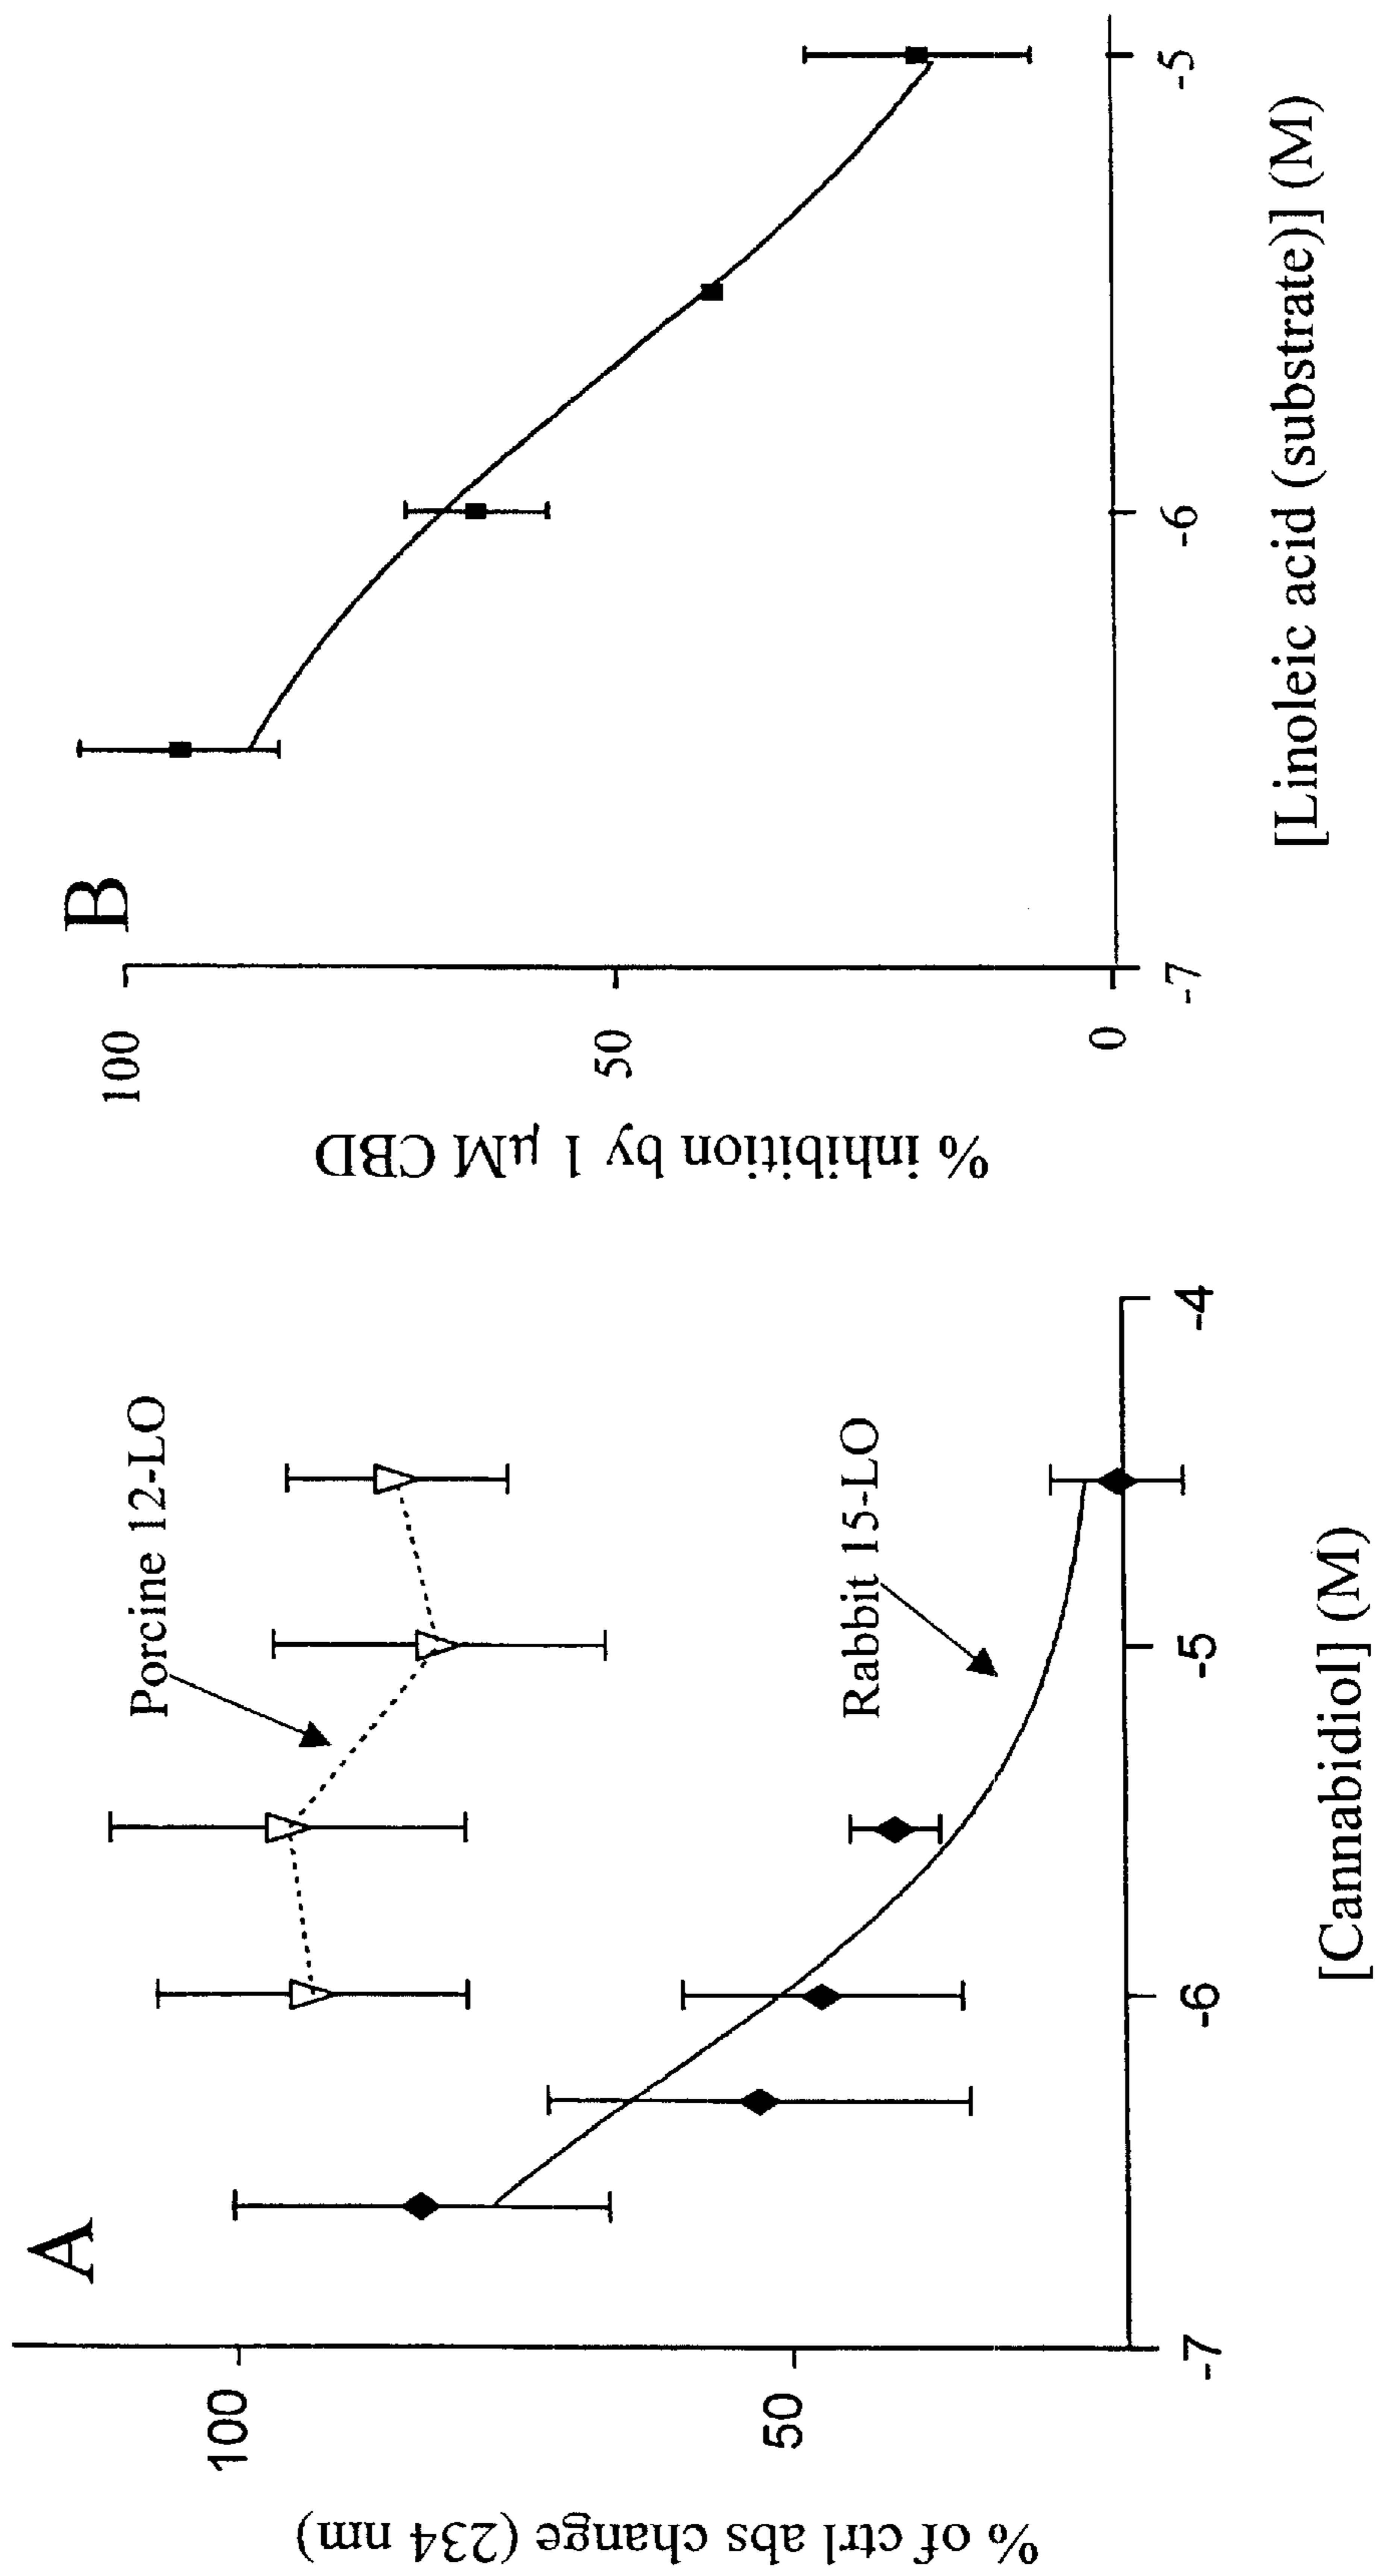 A
% of ctrl abs change (234 nm)
100
50
Porcine 12-LO
Rabbit 15-LO
-7
-6
-5
-4
[Cannabidiol] (M)
B
% inhibition by 1 µM CBD
100
50
0
-7
-6
-5
[Linoleic acid (substrate)] (M)